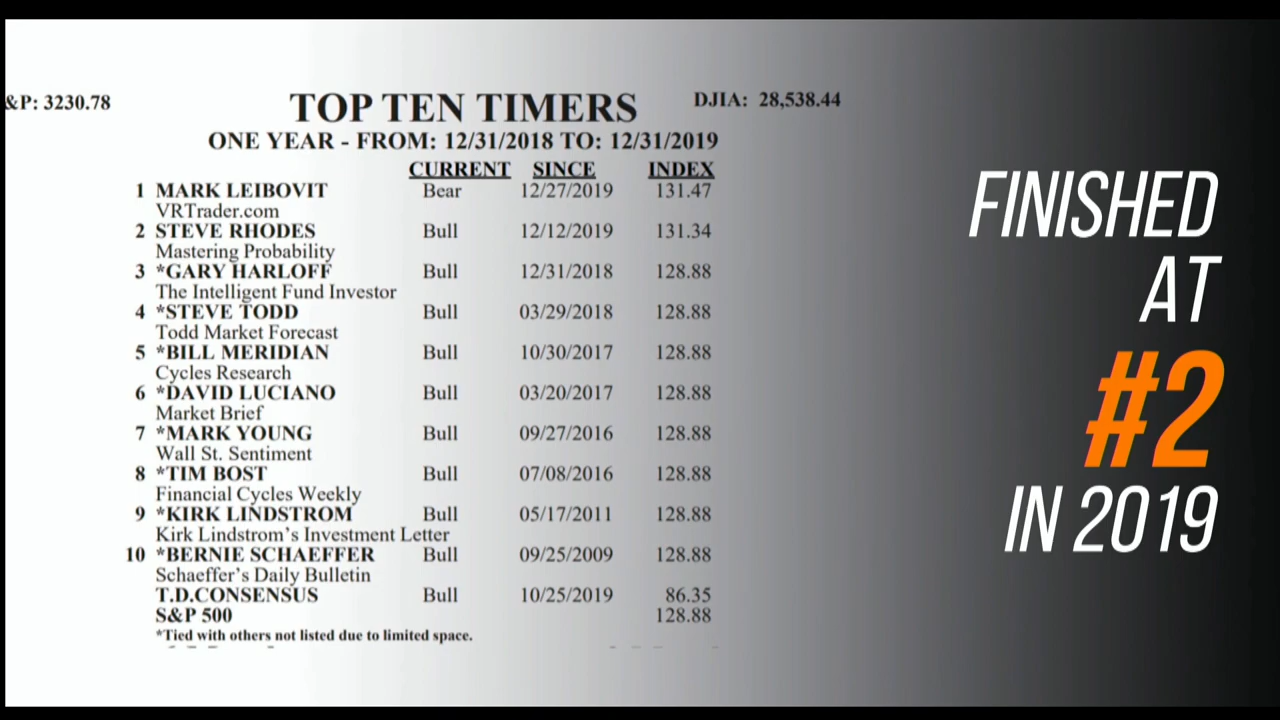 &P: 3230.78
TOP TEN TIMERS
DJIA: 28,538.44
ONE YEAR - FROM: 12/31/2018 TO: 12/31/2019
CURRENT SINCE INDEX
1 MARK LEIBOVIT Bear 12/27/2019 131.47
VRTrader.com
2 STEVE RHODES Bull 12/12/2019 131.34
Mastering Probability
3 *GARY HARLOFF Bull 12/31/2018 128.88
The Intelligent Fund Investor
4 *STEVE TODD Bull 03/29/2018 128.88
Todd Market Forecast
5 *BILL MERIDIAN Bull 10/30/2017 128.88
Cycles Research
6 *DAVID LUCIANO Bull 03/20/2017 128.88
Market Brief
7 *MARK YOUNG Bull 09/27/2016 128.88
Wall St. Sentiment
8 *TIM BOST Bull 07/08/2016 128.88
Financial Cycles Weekly
9 *KIRK LINDSTROM Bull 05/17/2011 128.88
Kirk Lindstrom's Investment Letter
10 *BERNIE SCHAEFFER Bull 09/25/2009 128.88
Schaeffer's Daily Bulletin
T.D.CONSENSUS Bull 10/25/2019 86.35
S&P 500 128.88
*Tied with others not listed due to limited space.
FINISHED
AT
#2
IN 2019